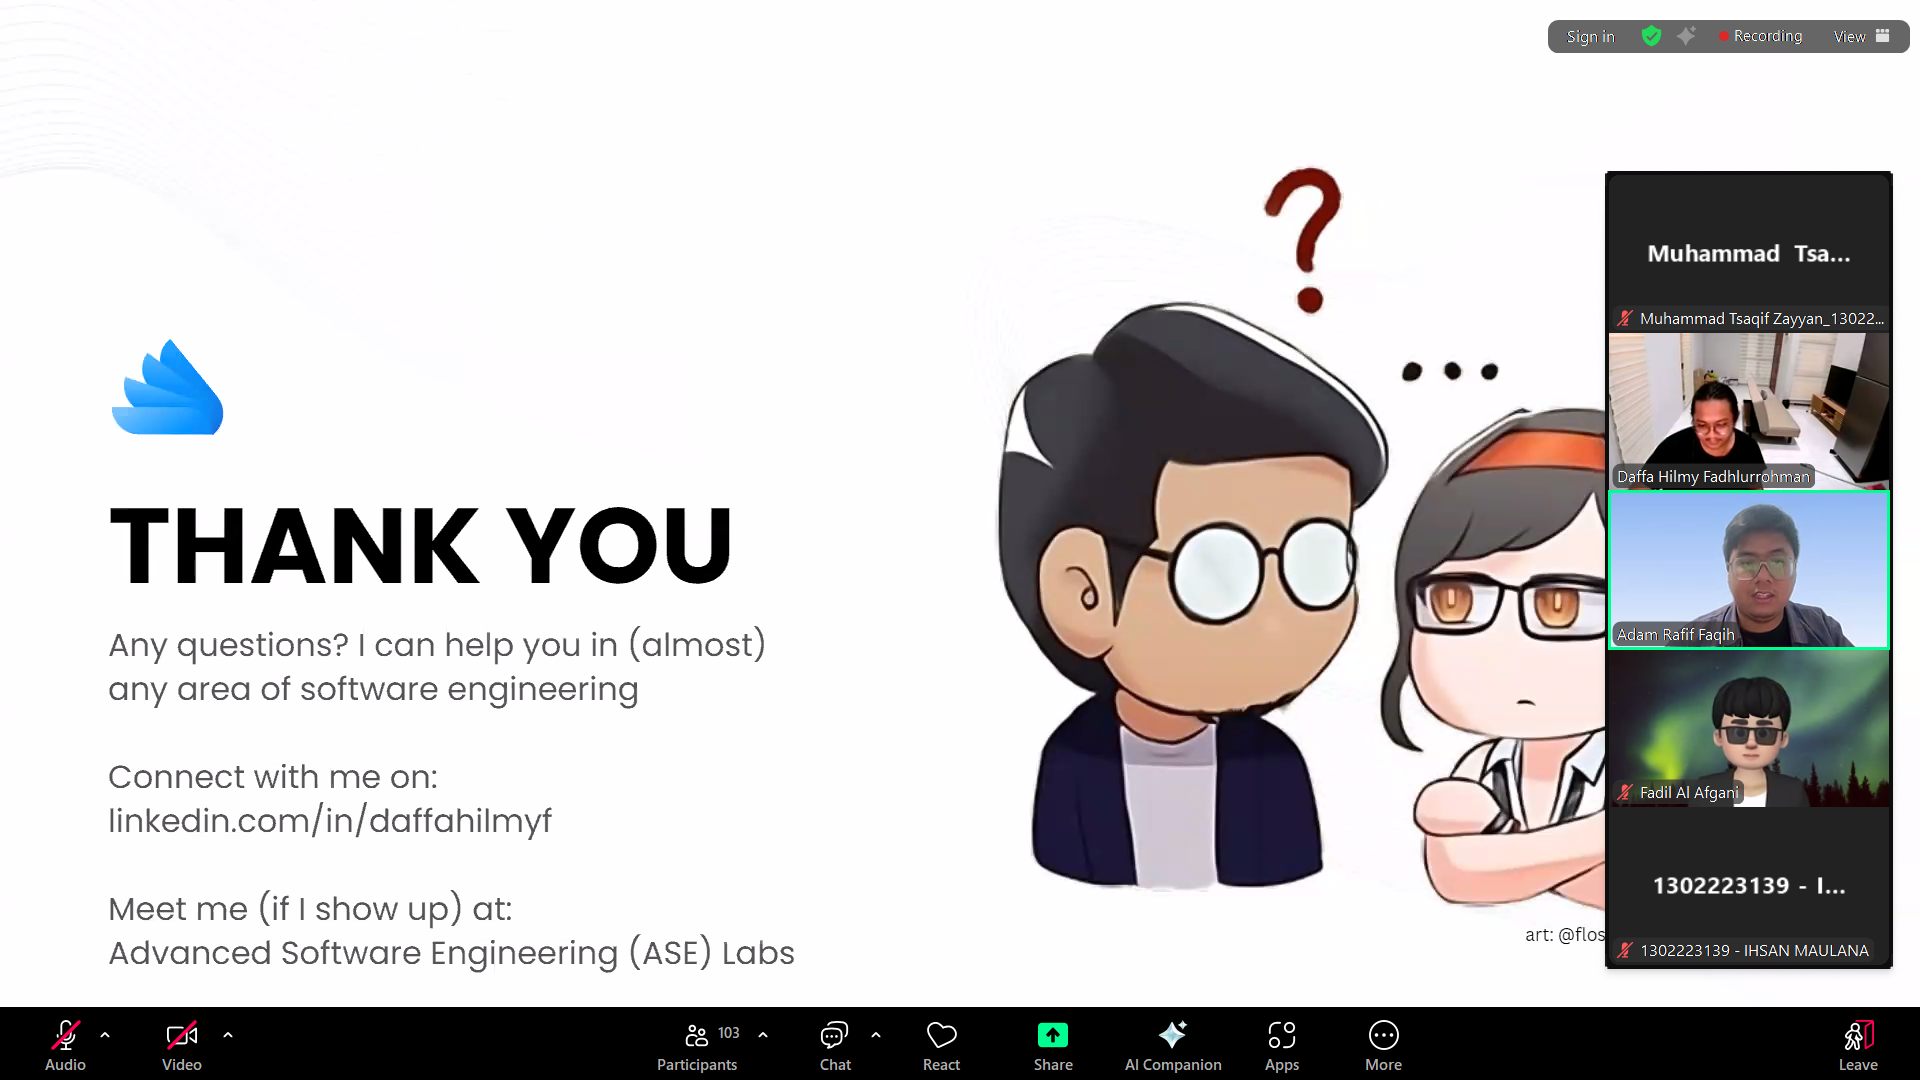 Sign in
Recording
View
?
...
Muhammad Tsa...
Muhammad Tsaqif Zayyan_13022...
Daffa Hilmy Fadhlurrohman
Adam Rafif Faqih
Fadil Al Afgani
1302223139 - I...
1302223139 - IHSAN MAULANA
THANK YOU
Any questions? I can help you in (almost)
any area of software engineering
Connect with me on:
linkedin.com/in/daffahilmyf
Meet me (if I show up) at:
Advanced Software Engineering (ASE) Labs
art: @flos
Audio
Video
Participants
103
Chat
React
Share
AI Companion
Apps
More
Leave